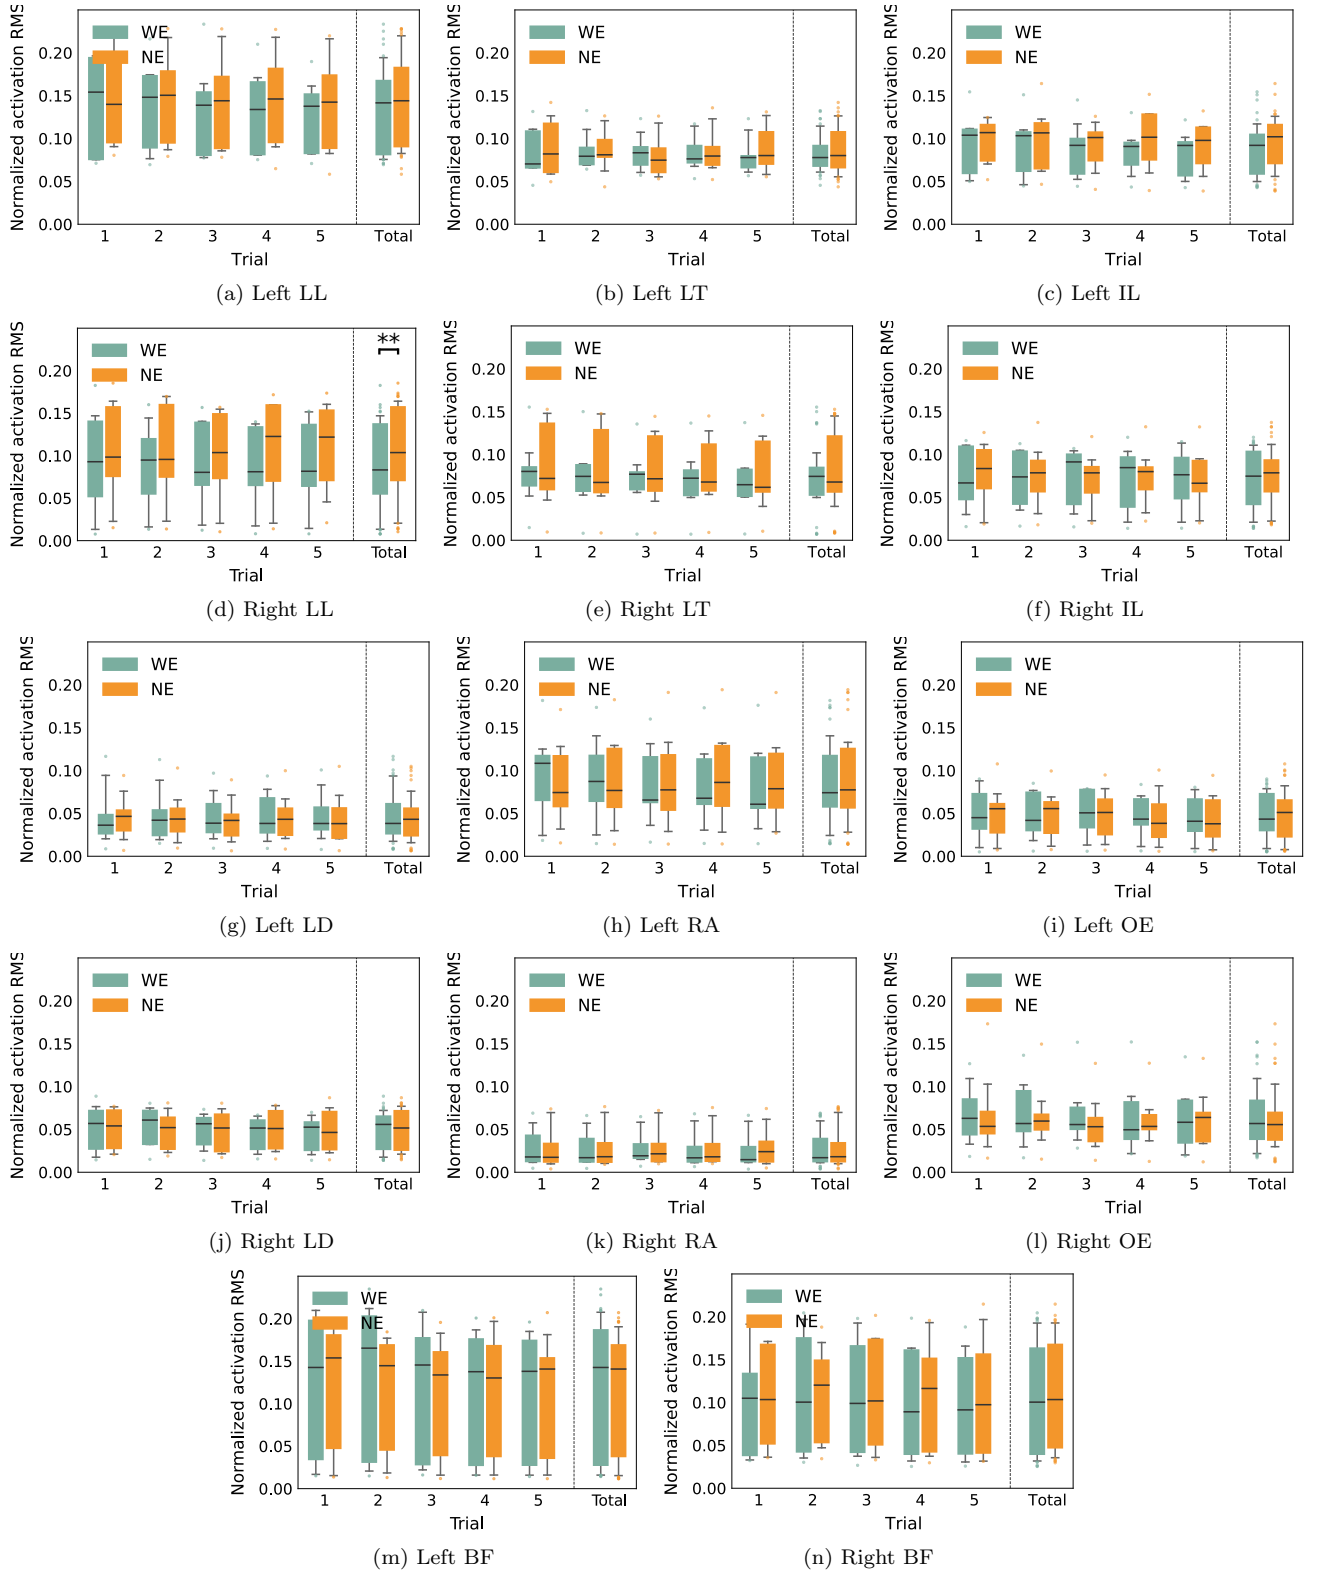 Normalized activation RMS
0.20
0.15
0.10
0.05
0.00
WE
NE
1 2 3 4 5 Total
Trial
(a) Left LL
Normalized activation RMS
0.20
0.15
0.10
0.05
0.00
WE
NE
1 2 3 4 5 Total
Trial
(b) Left LT
Normalized activation RMS
0.20
0.15
0.10
0.05
0.00
WE
NE
1 2 3 4 5 Total
Trial
(c) Left IL
Normalized activation RMS
0.20
0.15
0.10
0.05
0.00
WE
NE
**
1 2 3 4 5 Total
Trial
(d) Right LL
Normalized activation RMS
0.20
0.15
0.10
0.05
0.00
WE
NE
1 2 3 4 5 Total
Trial
(e) Right LT
Normalized activation RMS
0.20
0.15
0.10
0.05
0.00
WE
NE
1 2 3 4 5 Total
Trial
(f) Right IL
Normalized activation RMS
0.20
0.15
0.10
0.05
0.00
WE
NE
1 2 3 4 5 Total
Trial
(g) Left LD
Normalized activation RMS
0.20
0.15
0.10
0.05
0.00
WE
NE
1 2 3 4 5 Total
Trial
(h) Left RA
Normalized activation RMS
0.20
0.15
0.10
0.05
0.00
WE
NE
1 2 3 4 5 Total
Trial
(i) Left OE
Normalized activation RMS
0.20
0.15
0.10
0.05
0.00
WE
NE
1 2 3 4 5 Total
Trial
(j) Right LD
Normalized activation RMS
0.20
0.15
0.10
0.05
0.00
WE
NE
1 2 3 4 5 Total
Trial
(k) Right RA
Normalized activation RMS
0.20
0.15
0.10
0.05
0.00
WE
NE
1 2 3 4 5 Total
Trial
(l) Right OE
Normalized activation RMS
0.20
0.15
0.10
0.05
0.00
WE
NE
1 2 3 4 5 Total
Trial
(m) Left BF
Normalized activation RMS
0.20
0.15
0.10
0.05
0.00
WE
NE
1 2 3 4 5 Total
Trial
(n) Right BF